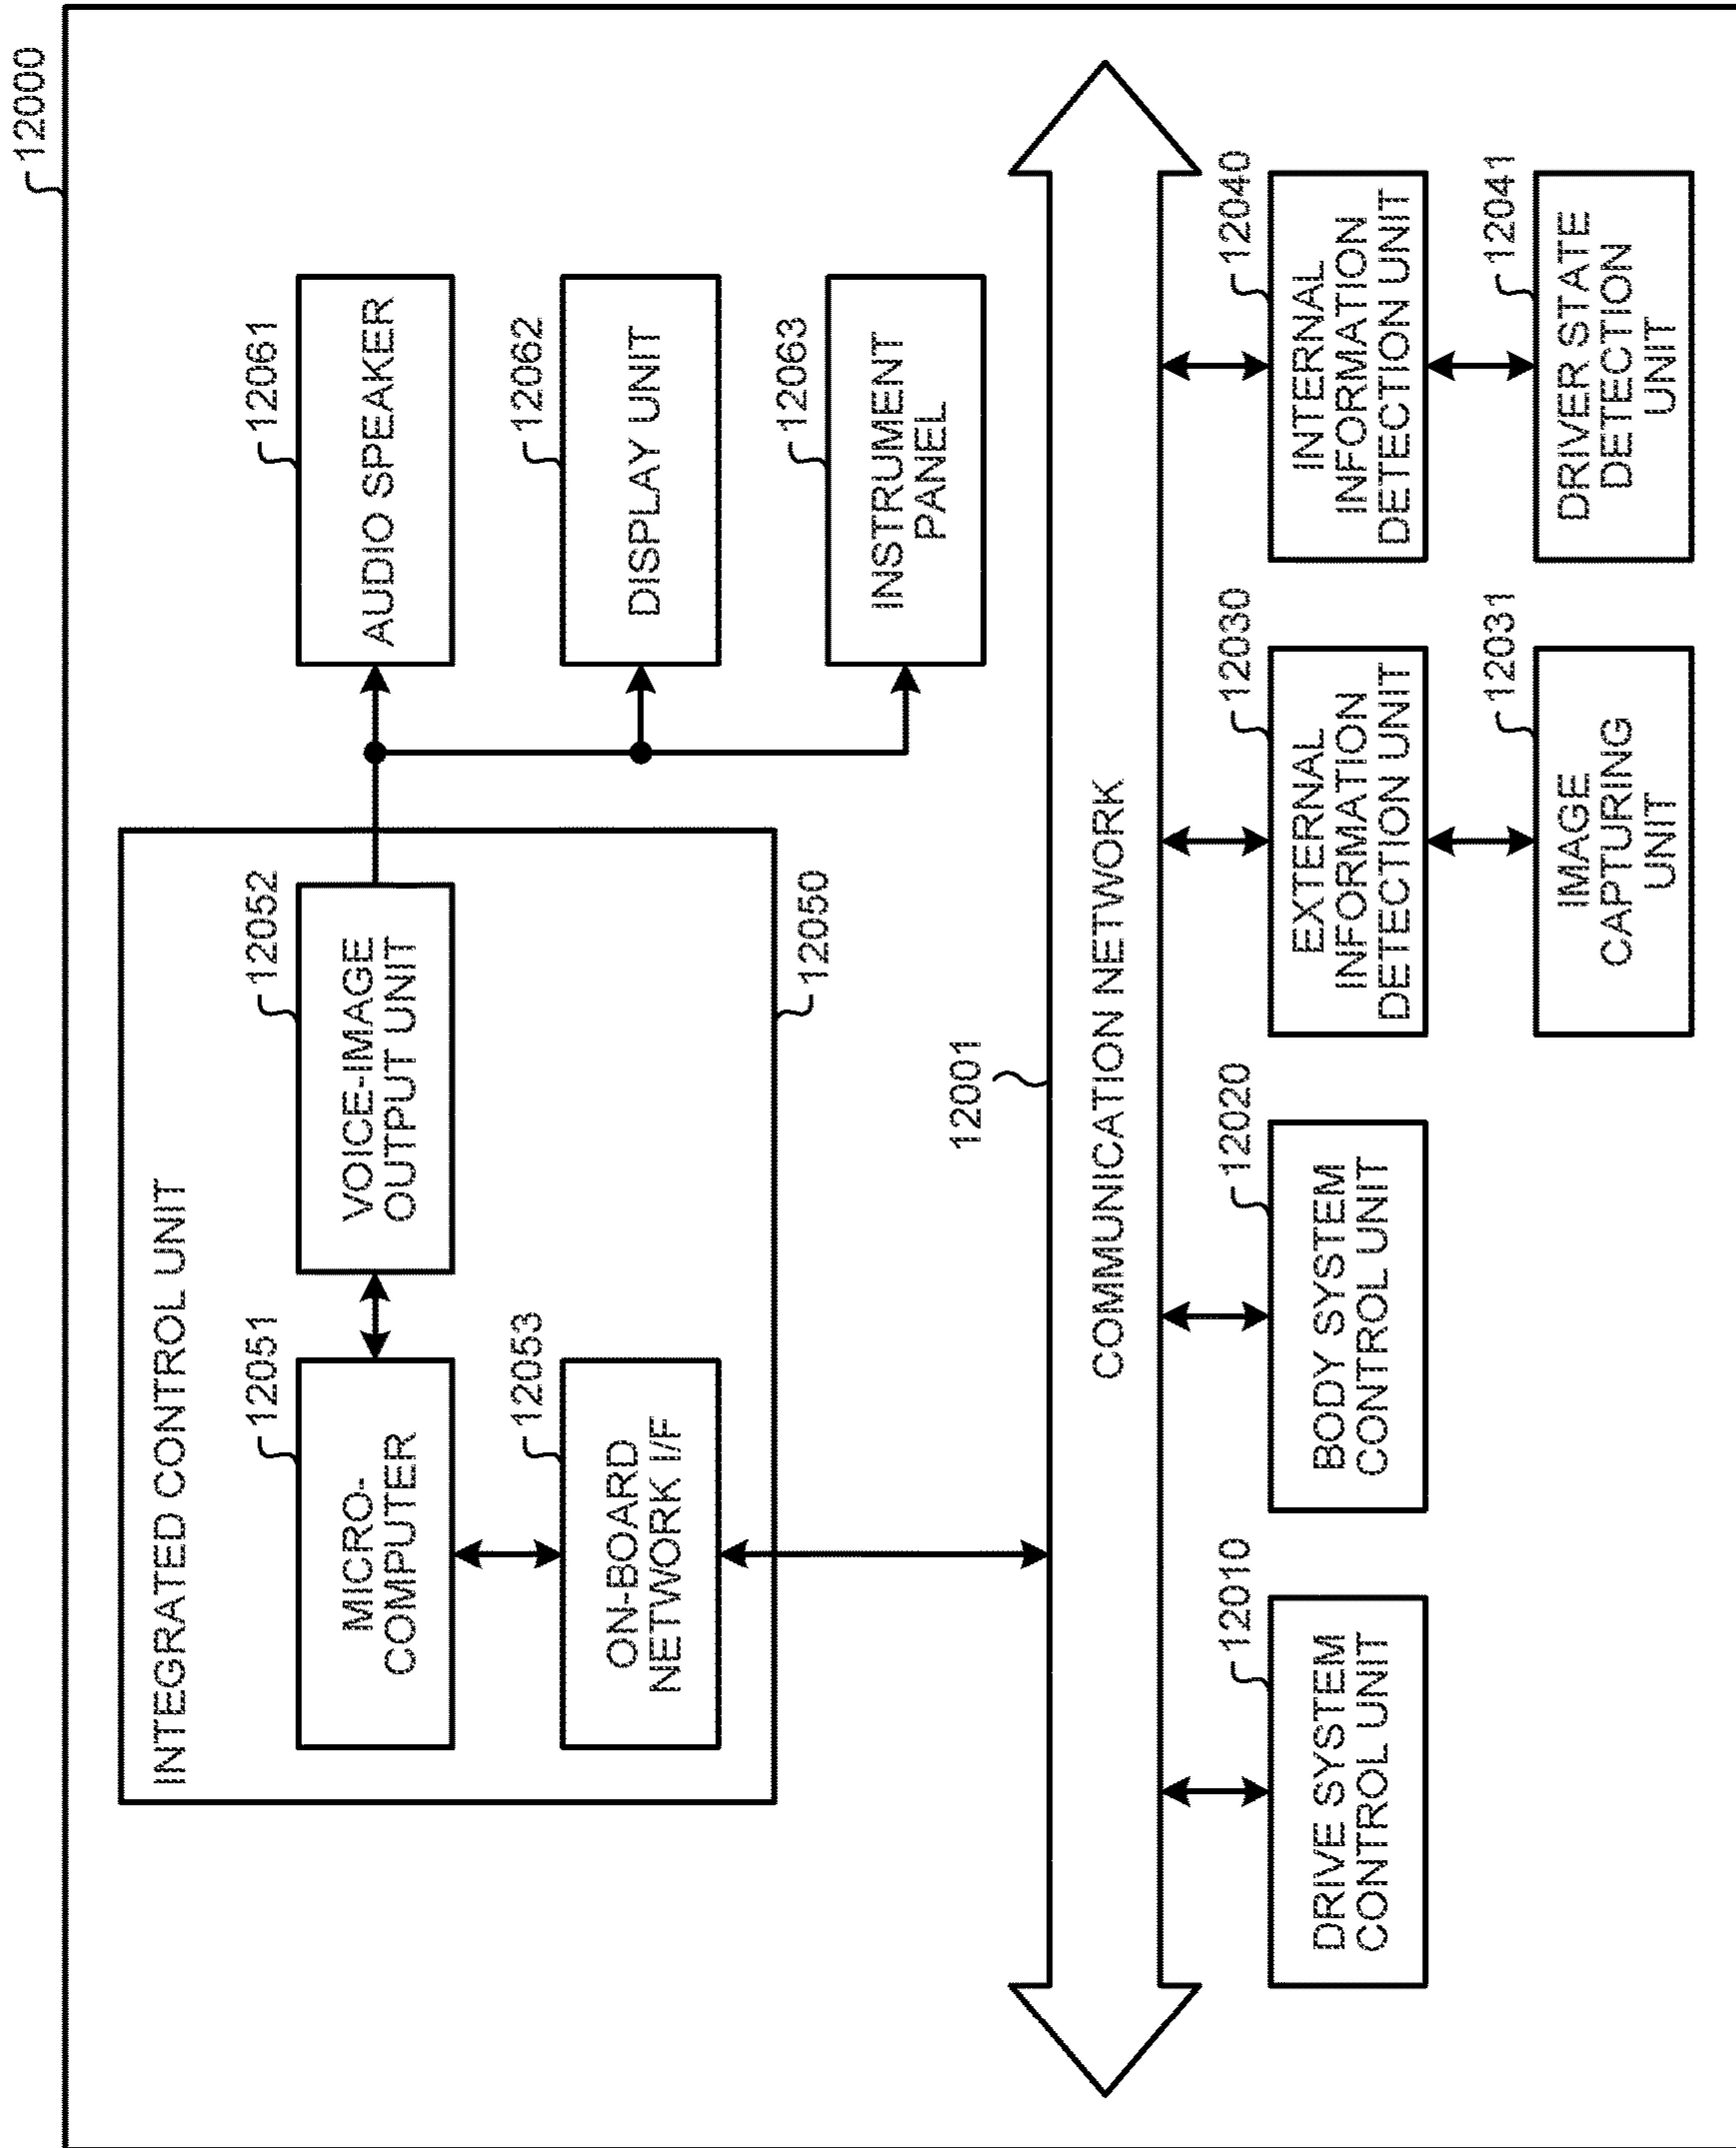 12000
INTEGRATED CONTROL UNIT
12051
MICRO-
COMPUTER
12052
VOICE-IMAGE
OUTPUT UNIT
12061
AUDIO SPEAKER
12053
ON-BOARD
NETWORK I/F
12062
DISPLAY UNIT
12050
12063
INSTRUMENT
PANEL
12001
COMMUNICATION NETWORK
12010
DRIVE SYSTEM
CONTROL UNIT
12020
BODY SYSTEM
CONTROL UNIT
12030
EXTERNAL
INFORMATION
DETECTION UNIT
12040
INTERNAL
INFORMATION
DETECTION UNIT
12031
IMAGE
CAPTURING
UNIT
12041
DRIVER STATE
DETECTION
UNIT